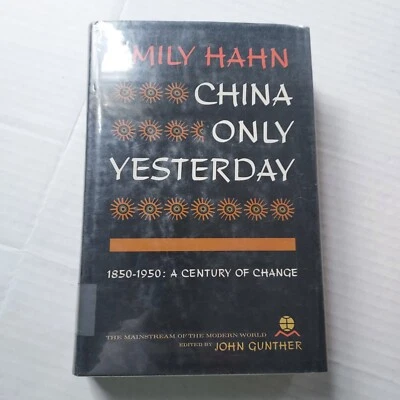 EMILY HAHN
CHINA
ONLY
YESTERDAY
1850-1950: A CENTURY OF CHANGE
THE MAINSTREAM OF THE MODERN WORLD
EDITED BY JOHN GUNTHER